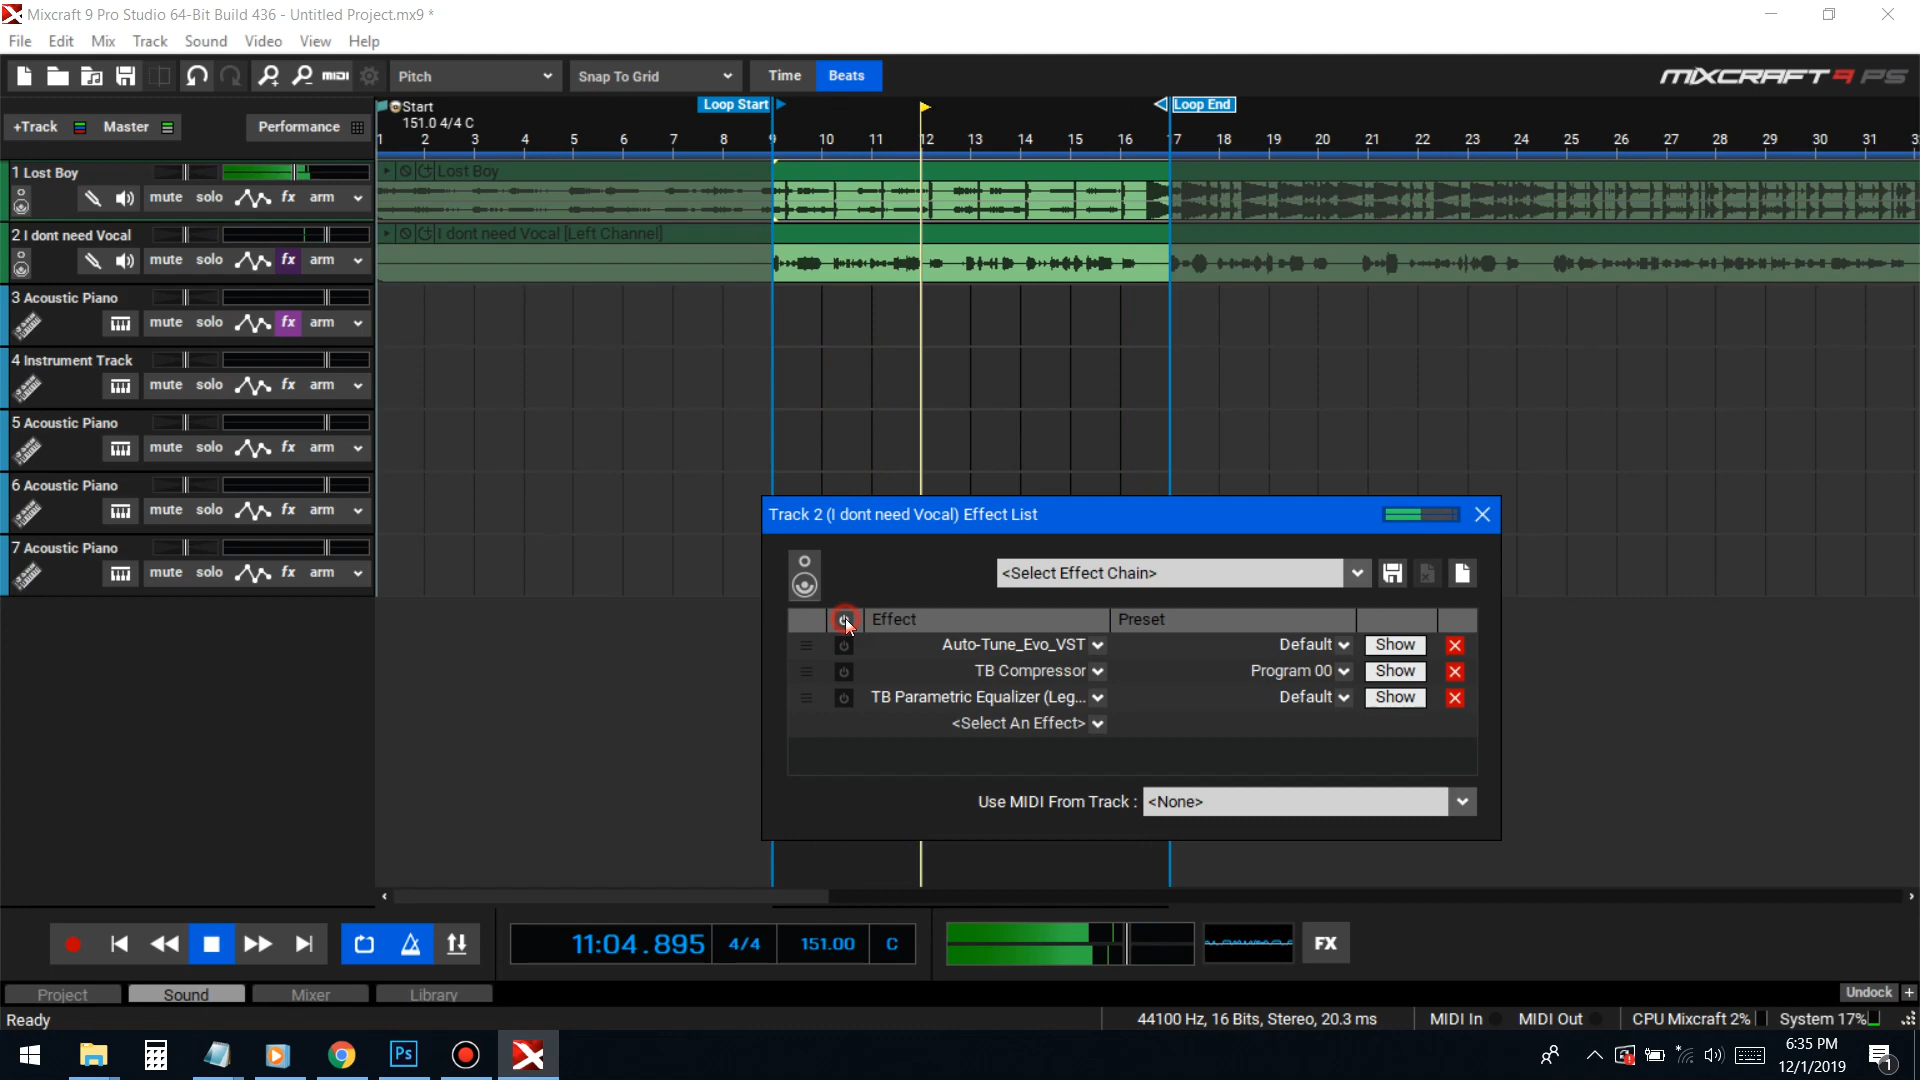 Mixcraft 9 Pro Studio 64-Bit Build 436 - Untitled Project.mx9 *
File Edit Mix Track Sound Video View Help
MIDI Pitch Snap To Grid Time Beats MIXCRAFT 9 PS
+Track Master Performance
Start Loop Start Loop End
151.0 4/4 C
1 2 3 4 5 6 7 8 9 10 11 12 13 14 15 16 17 18 19 20 21 22 23 24 25 26 27 28 29 30 31
1 Lost Boy
mute solo fx arm
Lost Boy
2 I dont need Vocal
mute solo fx arm
I dont need Vocal [Left Channel]
3 Acoustic Piano
mute solo fx arm
4 Instrument Track
mute solo fx arm
5 Acoustic Piano
mute solo fx arm
6 Acoustic Piano
mute solo fx arm
7 Acoustic Piano
mute solo fx arm
Track 2 (I dont need Vocal) Effect List
<Select Effect Chain>
Effect Preset
Auto-Tune_Evo_VST Default Show
TB Compressor Program 00 Show
TB Parametric Equalizer (Leg... Default Show
<Select An Effect>
Use MIDI From Track : <None>
11:04.895 4/4 151.00 C FX
Project Sound Mixer Library Undock +
Ready 44100 Hz, 16 Bits, Stereo, 20.3 ms MIDI In MIDI Out CPU Mixcraft 2% System 17%
Ps
6:35 PM
12/1/2019
1